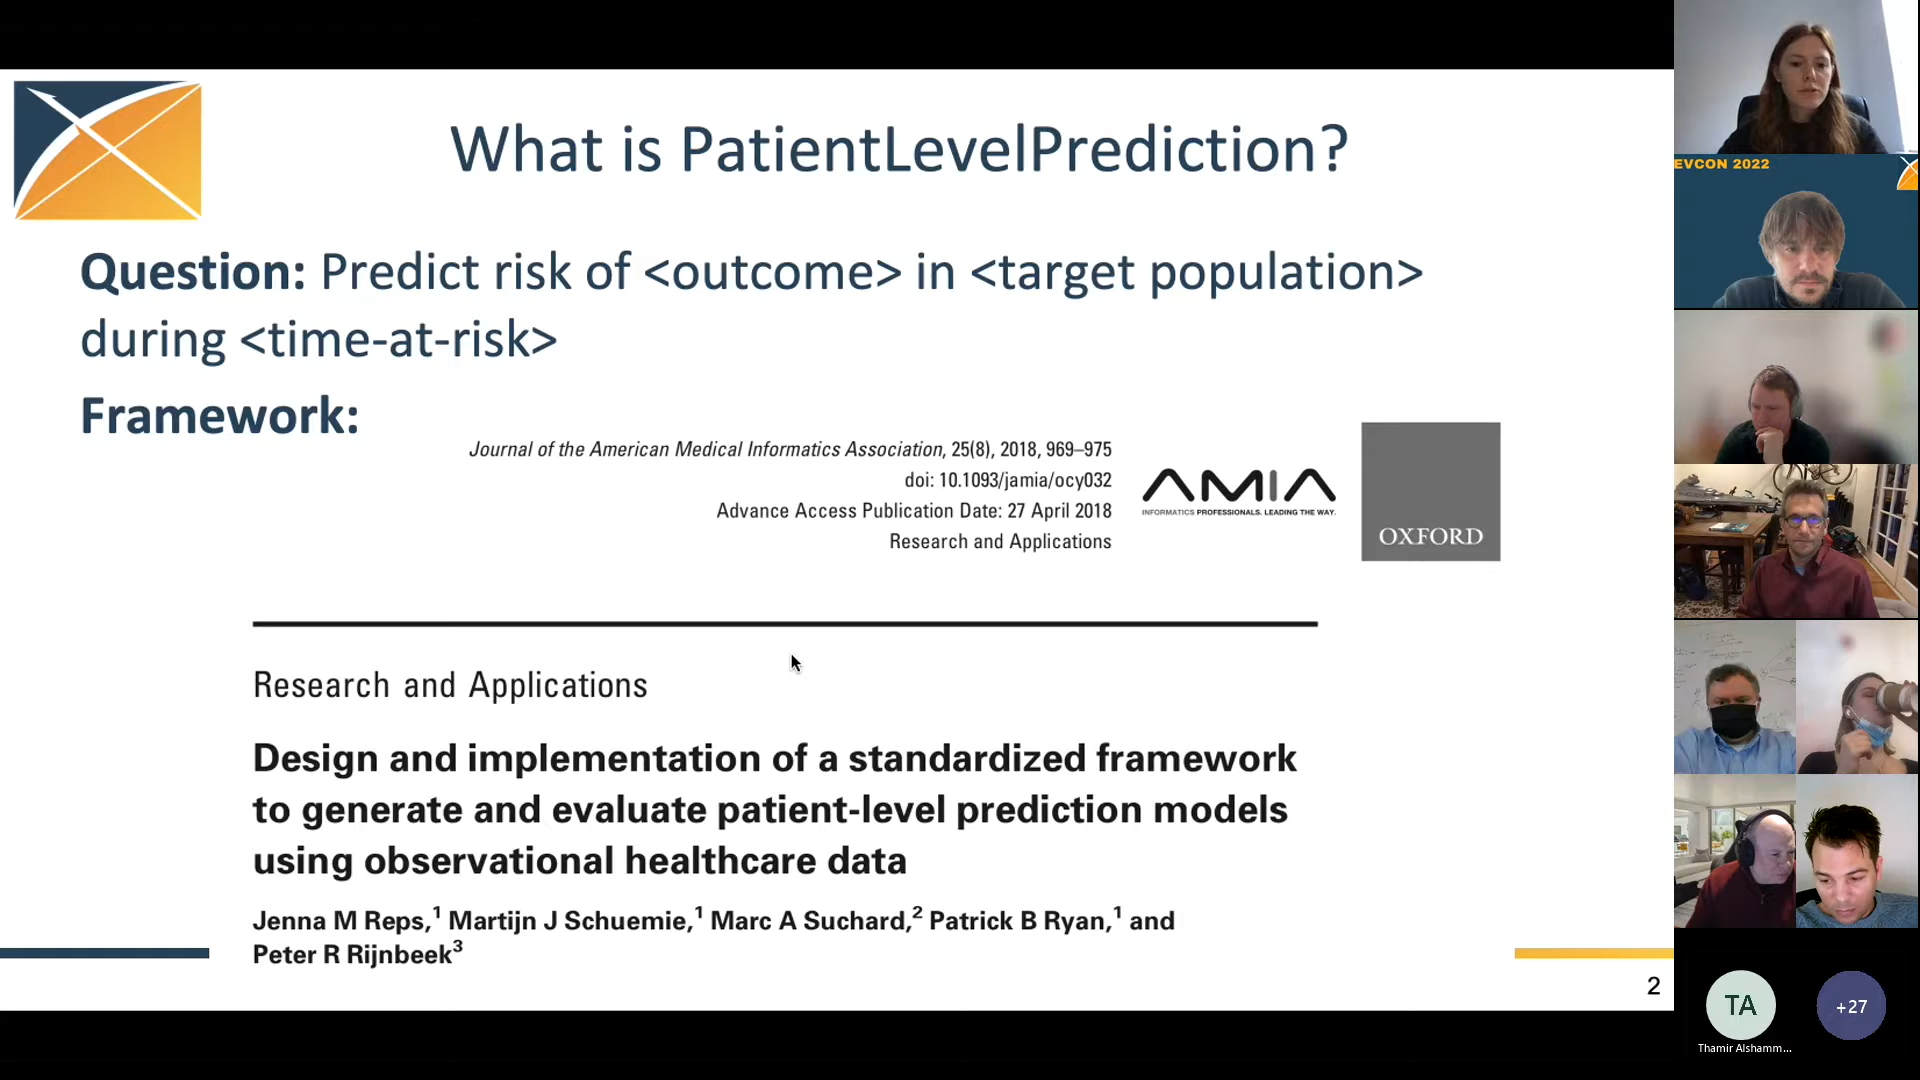 What is PatientLevelPrediction?
Question: Predict risk of <outcome> in <target population>
during <time-at-risk>
Framework:
Journal of the American Medical Informatics Association, 25(8), 2018, 969–975
doi: 10.1093/jamia/ocy032
Advance Access Publication Date: 27 April 2018
Research and Applications
AMIA
INFORMATICS PROFESSIONALS. LEADING THE WAY.
OXFORD
Research and Applications
Design and implementation of a standardized framework
to generate and evaluate patient-level prediction models
using observational healthcare data
Jenna M Reps,1 Martijn J Schuemie,1 Marc A Suchard,2 Patrick B Ryan,1 and
Peter R Rijnbeek3
2
EVCON 2022
TA
+27
Thamir Alshamm...